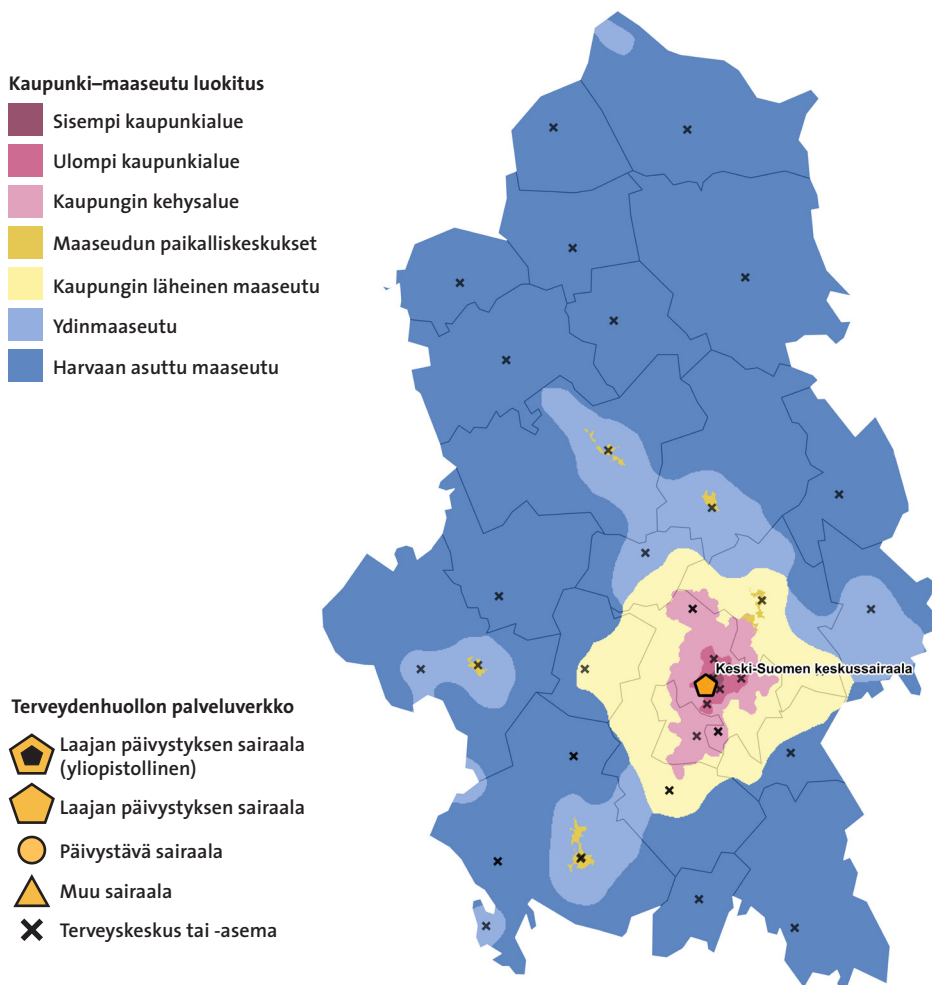 Kaupunki–maaseutu luokitus
Sisempi kaupunkialue
Ulompi kaupunkialue
Kaupungin kehysalue
Maaseudun paikalliskeskukset
Kaupungin läheinen maaseutu
Ydinmaaseutu
Harvaan asuttu maaseutu
Keski-Suomen keskussairaala
Terveydenhuollon palveluverkko
Laajan päivystyksen sairaala
(yliopistollinen)
Laajan päivystyksen sairaala
Päivystävä sairaala
Muu sairaala
Terveyskeskus tai -asema